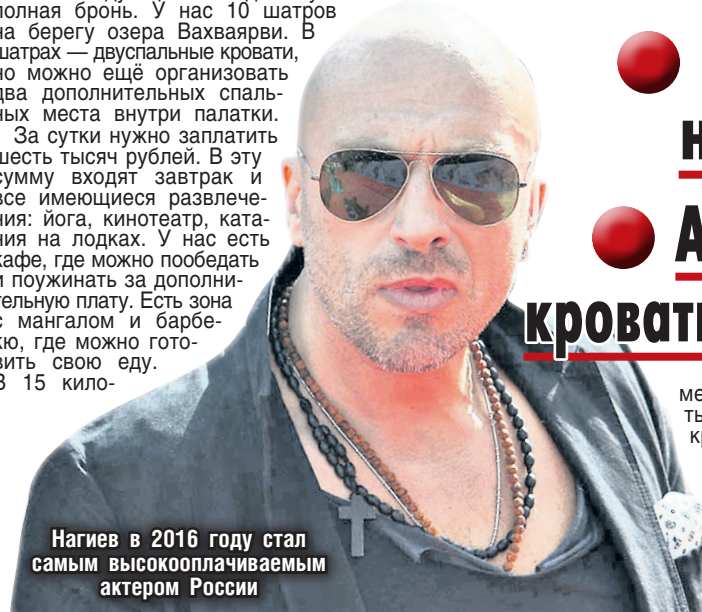 полная бронь. У нас 10 шатров
на берегу озера Вахваярви. В
шатрах — двуспальные кровати,
но можно ещё организовать
два дополнительных спаль-
ных места внутри палатки.
За сутки нужно заплатить
шесть тысяч рублей. В эту
сумму входят завтрак и
все имеющиеся развлече-
ния: йога, кинотеатр, ката-
ния на лодках. У нас есть
кафе, где можно пообедать
и поужинать за дополни-
тельную плату. Есть зона
с мангалом и барбе-
кю, где можно гото-
вить свою еду.
В 15 кило-
Нагиев в 2016 году стал
самым высокооплачиваемым
актером России
н
А
кровати
ме
ты
кр